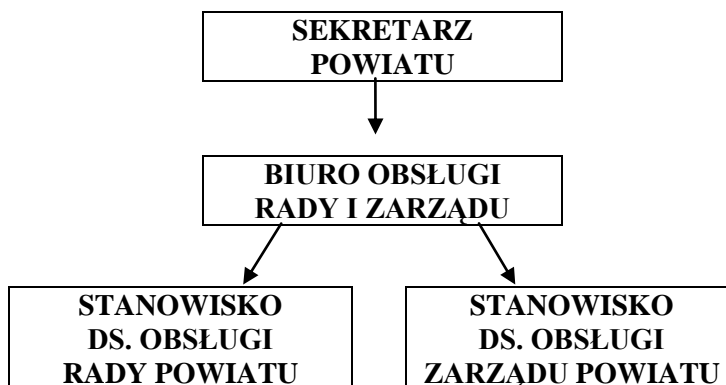 SEKRETARZ
POWIATU
BIURO OBSŁUGI
RADY I ZARZĄDU
STANOWISKO
DS. OBSŁUGI
RADY POWIATU
STANOWISKO
DS. OBSŁUGI
ZARZĄDU POWIATU